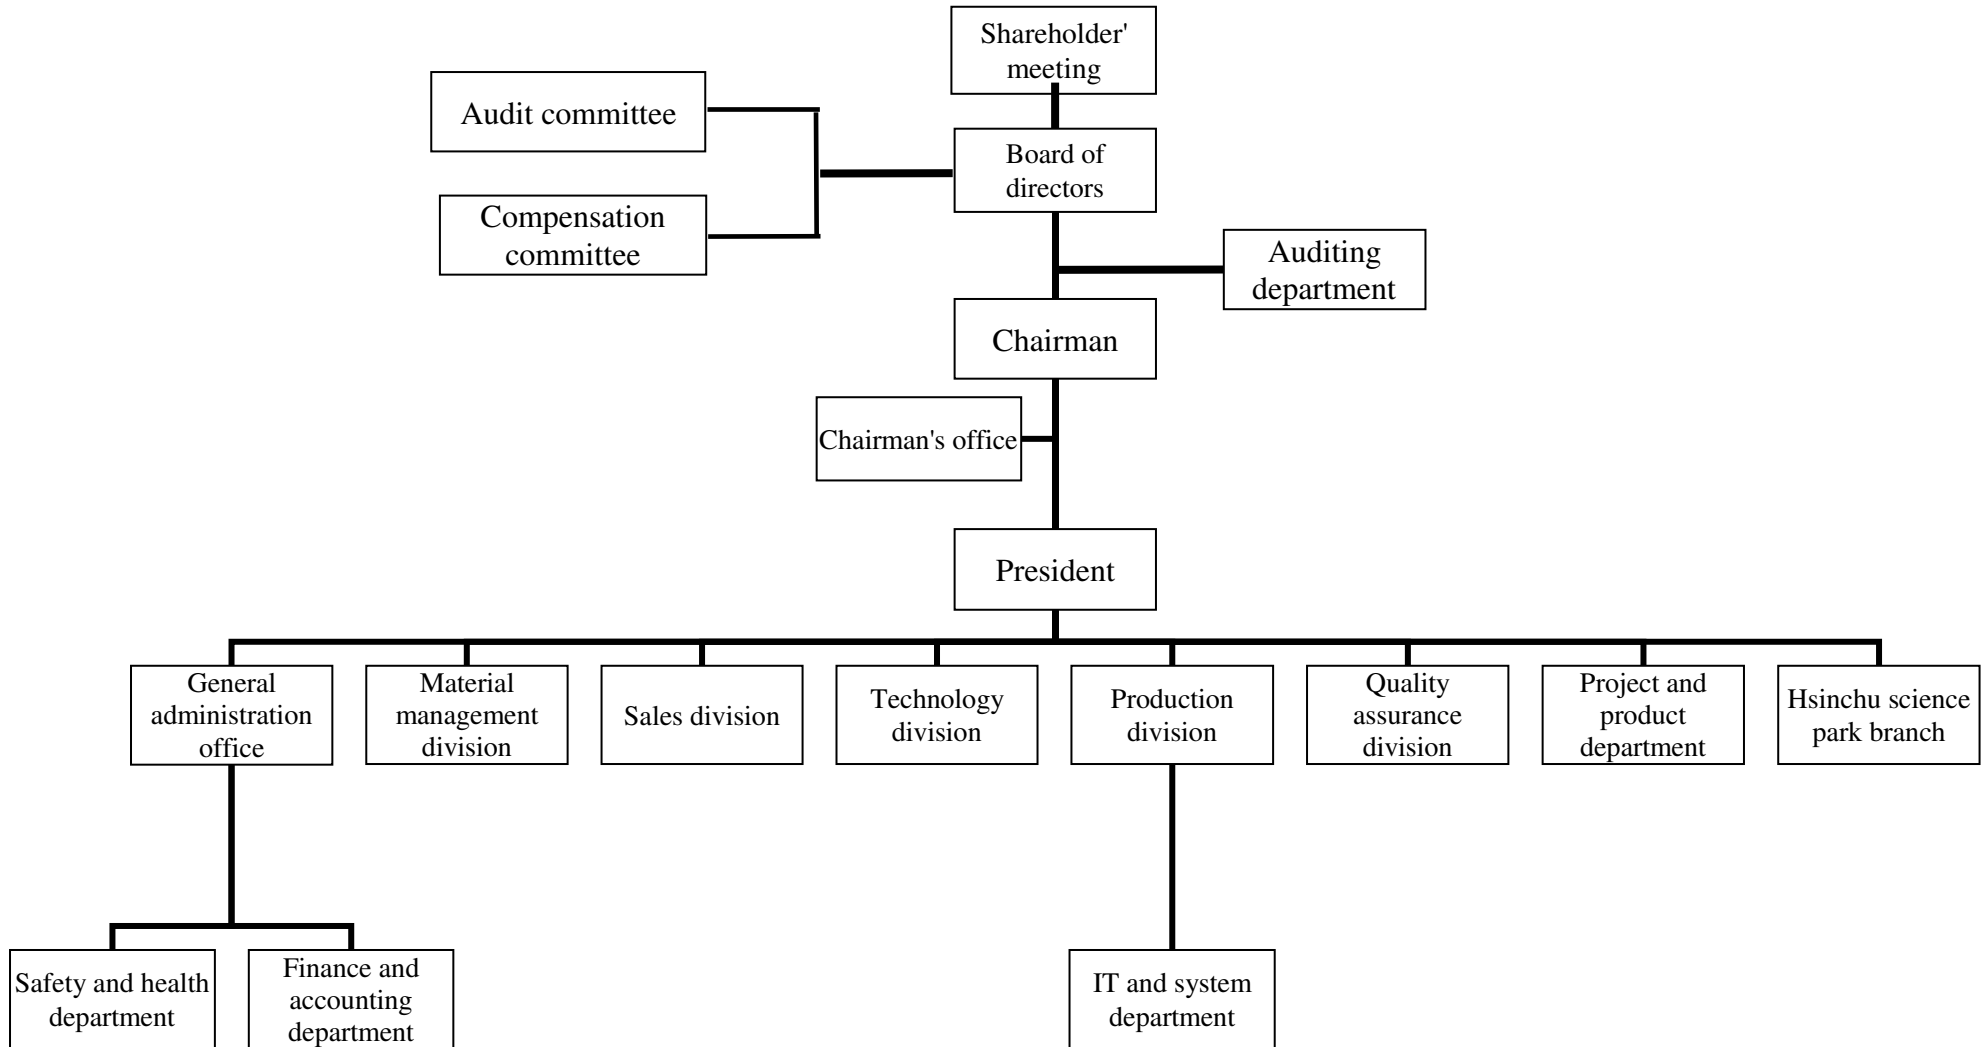 Shareholder'
meeting
Audit committee
Board of
directors
Compensation
committee
Auditing
department
Chairman
Chairman's office
President
General
administration
office
Material
management
division
Sales division
Technology
division
Production
division
Quality
assurance
division
Project and
product
department
Hsinchu science
park branch
Safety and health
department
Finance and
accounting
department
IT and system
department